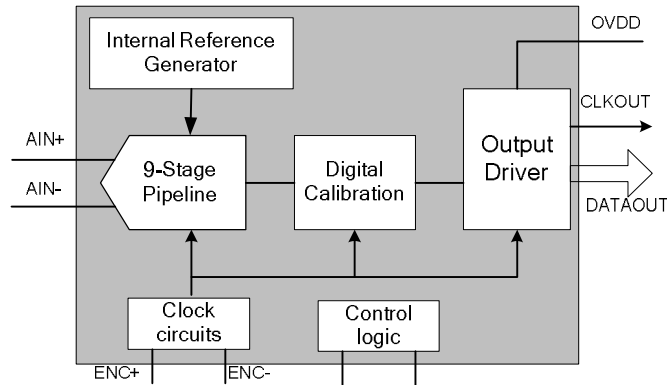 OVDD
Internal Reference
Generator
CLKOUT
AIN+
9-Stage
Pipeline
Digital
Calibration
Output
Driver
AIN-
DATAOUT
Clock
circuits
Control
logic
ENC+
ENC-